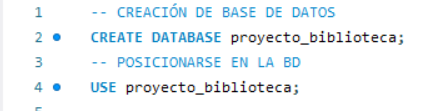 1 -- CREACIÓN DE BASE DE DATOS
2 CREATE DATABASE proyecto_biblioteca;
3 -- POSICIONARSE EN LA BD
4 USE proyecto_biblioteca;